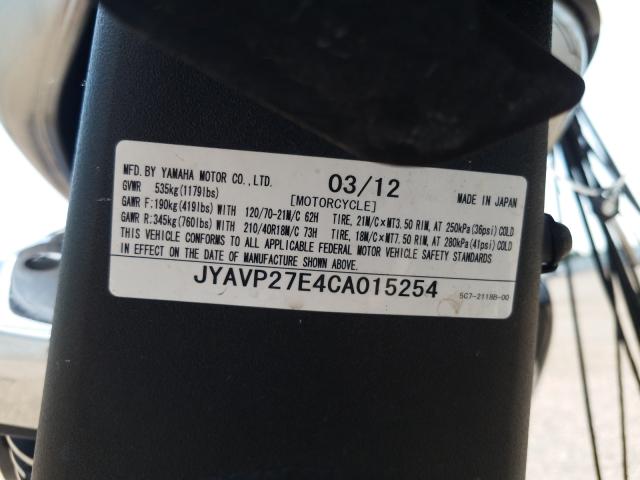 MFD. BY YAMAHA MOTOR CO.,LTD. 03/12
GVWR 535kg(1179lbs) [MOTORCYCLE] MADE IN JAPAN
GAWR F:190kg(419lbs) WITH 120/70-21M/C 62H TIRE, 21M/C×MT3.50 RIM, AT 250kPa(36psi)COLD
GAWR R:345kg(760lbs) WITH 210/40R18M/C 73H TIRE, 18M/C×MT7.50 RIM, AT 280kPa(41psi)COLD
THIS VEHICLE CONFORMS TO ALL APPLICABLE FEDERAL MOTOR VEHICLE SAFETY STANDARDS
IN EFFECT ON THE DATE OF MANUFACTURE SHOWN ABOVE.
JYAVP27E4CA015254 5C7-2118B-00